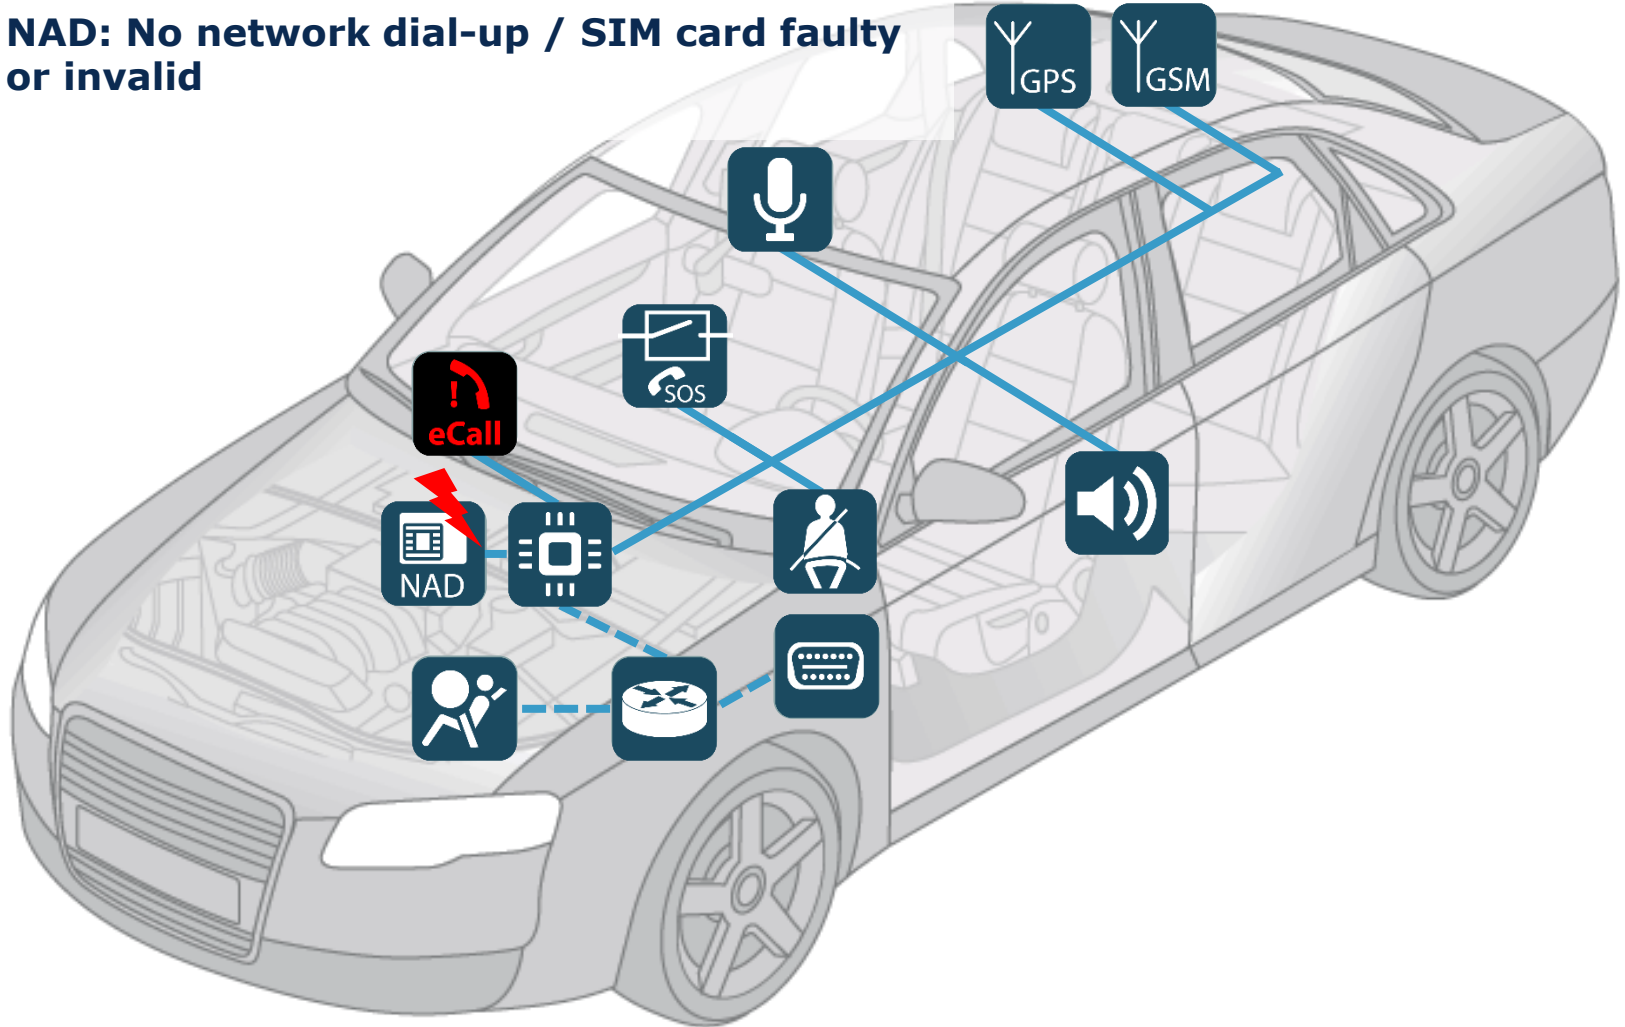 NAD: No network dial-up / SIM card faulty
or invalid
GPS
GSM
SOS
!
eCall
NAD